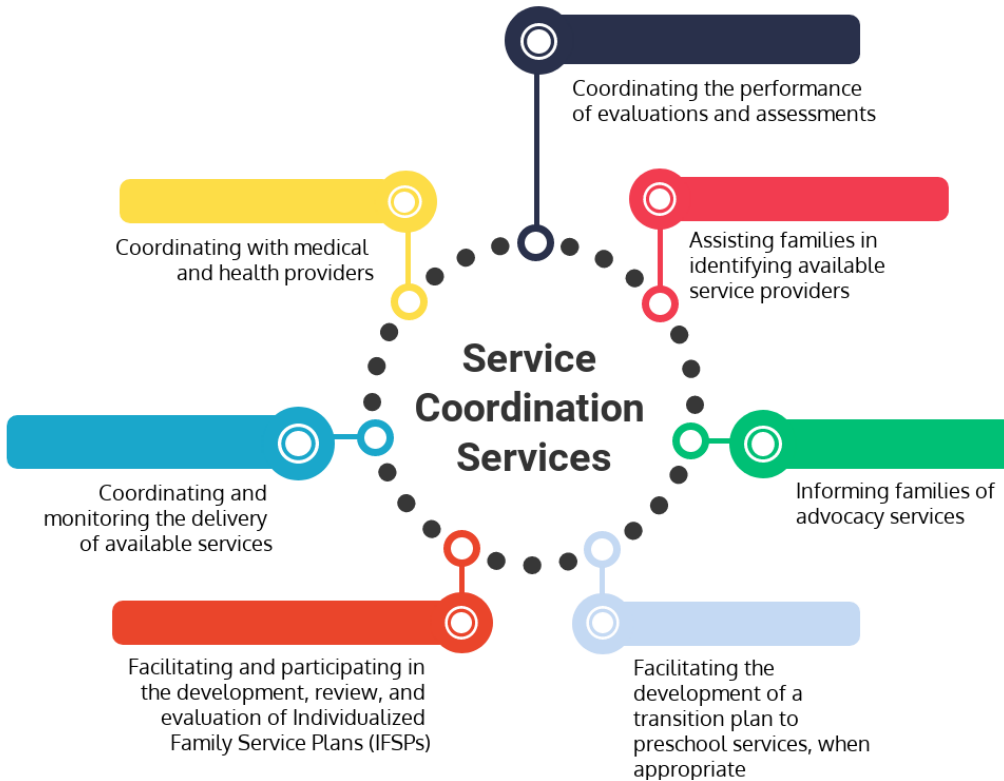 Coordinating the performance
of evaluations and assessments
Assisting families in
identifying available
service providers
Informing families of
advocacy services
Facilitating the
development of a
transition plan to
preschool services, when
appropriate
Facilitating and participating in
the development, review, and
evaluation of Individualized
Family Service Plans (IFSPs)
Coordinating and
monitoring the delivery
of available services
Coordinating with medical
and health providers
Service
Coordination
Services